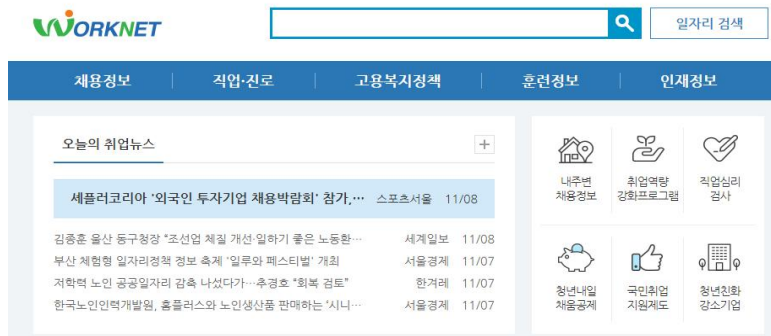 WORKNET
일자리 검색
채용정보 직업·진로 고용복지정책 훈련정보 인재정보
오늘의 취업뉴스 +
세플러코리아 '외국인 투자기업 채용박람회' 참가,… 스포츠서울 11/08
김종훈 울산 동구청장 “조선업 체질 개선·일하기 좋은 노동환… 세계일보 11/08
부산 체험형 일자리정책 정보 축제 '일루와 페스티벌' 개최 서울경제 11/07
저학력 노인 공공일자리 감축 나섰다가…추경호 “회복 검토” 한겨레 11/07
한국노인인력개발원, 홈플러스와 노인생산품 판매하는 '시니… 서울경제 11/07
내주변
채용정보
취업역량
강화프로그램
직업심리
검사
청년내일
채움공제
국민취업
지원제도
청년친화
강소기업